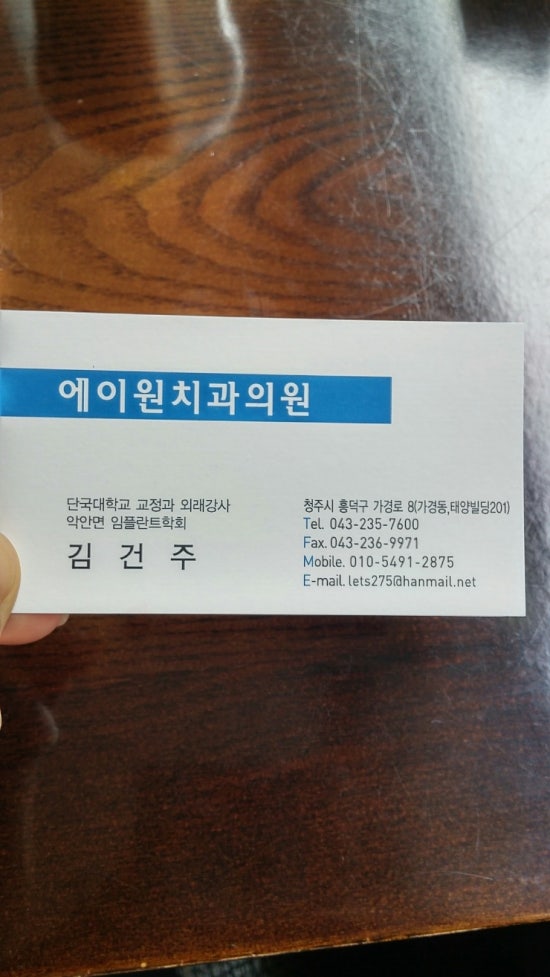 에이원치과의원
단국대학교 교정과 외래강사
악안면 임플란트학회
김 건 주
청주시 흥덕구 가경로 8(가경동,태양빌딩201)
Tel. 043-235-7600
Fax. 043-236-9971
Mobile. 010-5491-2875
E-mail. lets275@hanmail.net